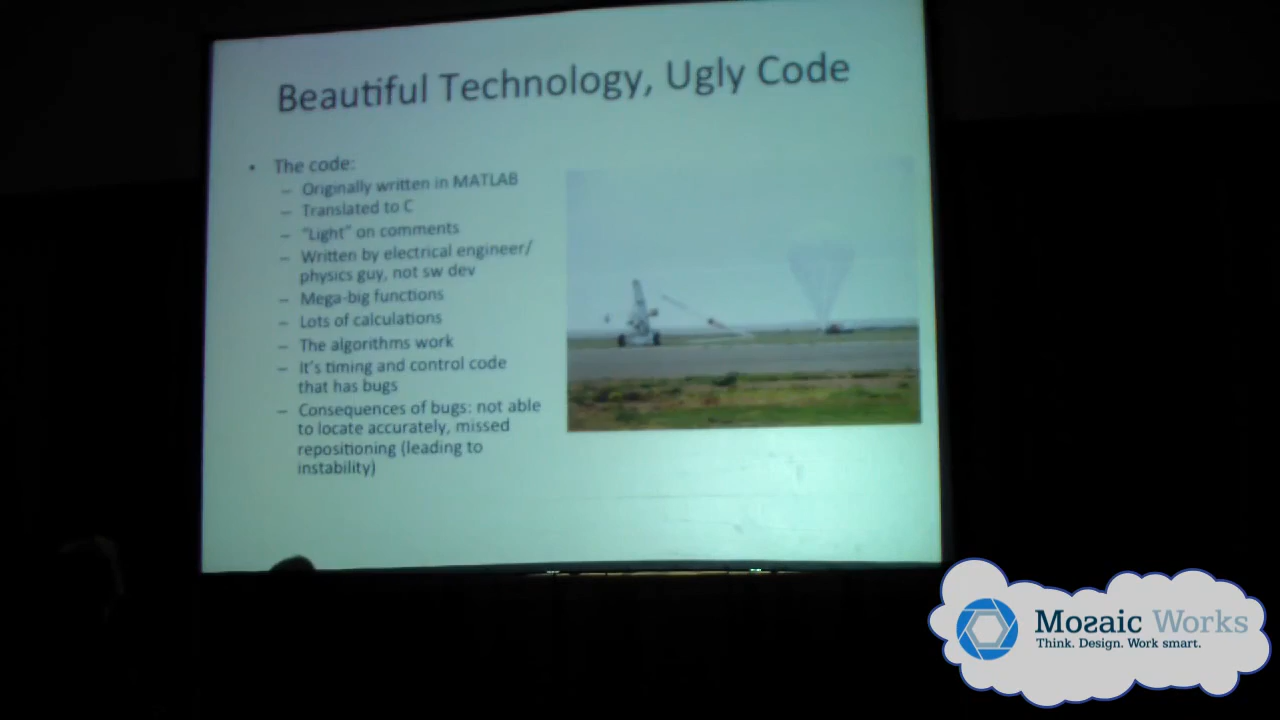 Beautiful Technology, Ugly Code
• The code:
– Originally written in MATLAB
– Translated to C
– "Light" on comments
– Written by electrical engineer/
physics guy, not sw dev
– Mega-big functions
– Lots of calculations
– The algorithms work
– It's timing and control code
that has bugs
– Consequences of bugs: not able
to locate accurately, missed
repositioning (leading to
instability)
Mozaic Works
Think. Design. Work smart.